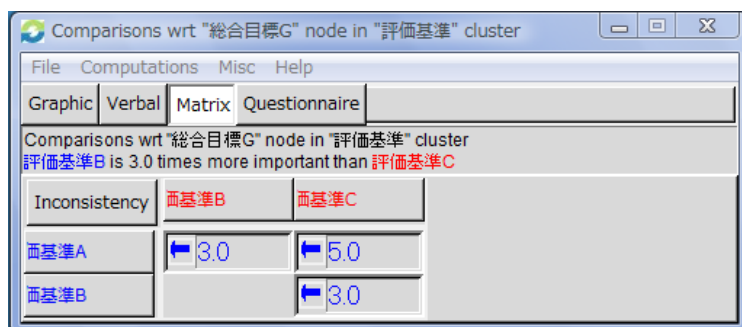 Comparisons wrt "総合目標G" node in "評価基準" cluster
File Computations Misc Help
Graphic Verbal Matrix Questionnaire
Comparisons wrt "総合目標G" node in "評価基準" cluster
評価基準B is 3.0 times more important than 評価基準C
Inconsistency 価基準B 価基準C
価基準A 3.0 5.0
価基準B 3.0